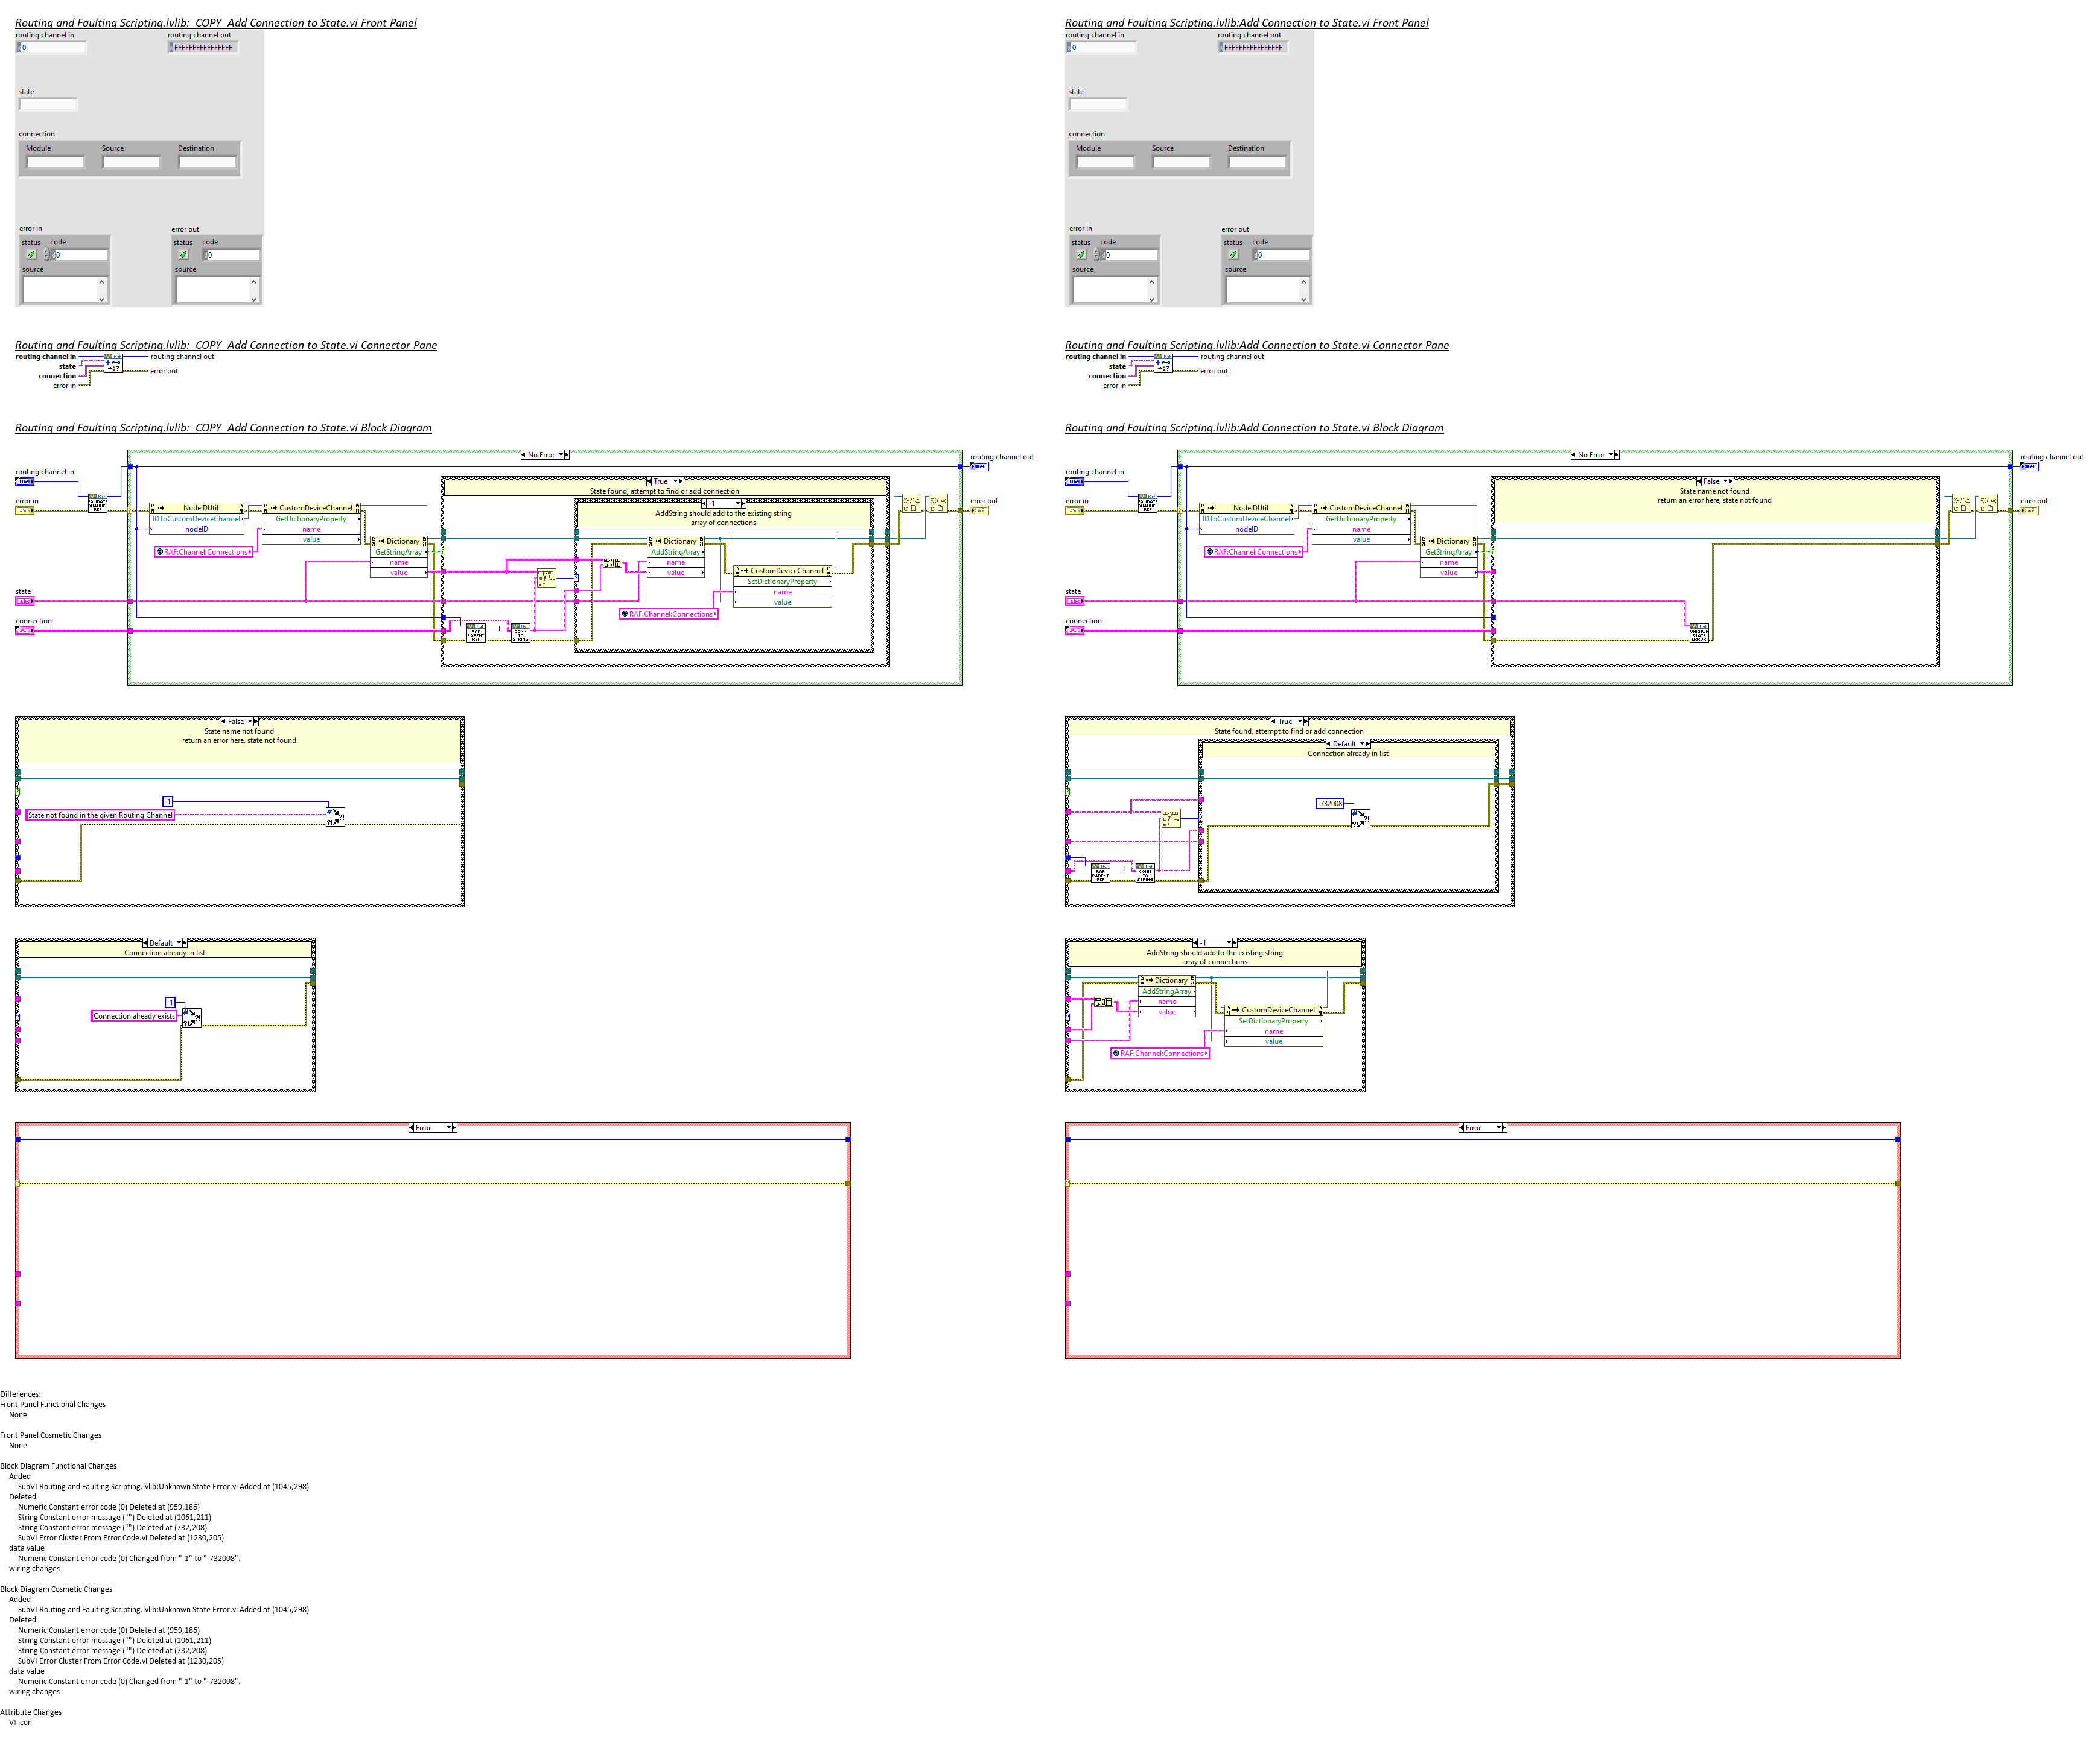 Routing and Faulting Scripting.lvlib:_COPY_Add Connection to State.vi Front Panel
routing channel in
routing channel out
0
FFFFFFFFFFFFFFFF
state
connection
Module
Source
Destination
error in
error out
status
code
status
code
0
0
source
source
Routing and Faulting Scripting.lvlib:_COPY_Add Connection to State.vi Connector Pane
routing channel in
routing channel out
state
connection
error out
error in
Routing and Faulting Scripting.lvlib:_COPY_Add Connection to State.vi Block Diagram
No Error
routing channel out
routing channel in
True
State found, attempt to find or add connection
error in
-1
error out
VALIDATE CHANNEL REF
NodeIDUtil
CustomDeviceChannel
AddString should add to the existing string
array of connections
IDToCustomDeviceChannel
GetDictionaryProperty
nodeID
name
value
RAF:Channel:Connections
Dictionary
GetStringArray
name
value
Dictionary
AddStringArray
name
value
CustomDeviceChannel
SetDictionaryProperty
name
value
RAF:Channel:Connections
state
connection
RAF PARENT REF
CONN TO STRING
False
State name not found
return an error here, state not found
-1
State not found in the given Routing Channel
Default
Connection already in list
-1
Connection already exists
Error
Routing and Faulting Scripting.lvlib:Add Connection to State.vi Front Panel
routing channel in
routing channel out
0
FFFFFFFFFFFFFFFF
state
connection
Module
Source
Destination
error in
error out
status
code
status
code
0
0
source
source
Routing and Faulting Scripting.lvlib:Add Connection to State.vi Connector Pane
routing channel in
routing channel out
state
connection
error out
error in
Routing and Faulting Scripting.lvlib:Add Connection to State.vi Block Diagram
No Error
routing channel out
routing channel in
False
State name not found
return an error here, state not found
error in
error out
VALIDATE CHANNEL REF
NodeIDUtil
CustomDeviceChannel
IDToCustomDeviceChannel
GetDictionaryProperty
nodeID
name
value
RAF:Channel:Connections
Dictionary
GetStringArray
name
value
state
connection
STATE ERROR
True
State found, attempt to find or add connection
Default
Connection already in list
-732008
RAF PARENT REF
CONN TO STRING
-1
AddString should add to the existing string
array of connections
Dictionary
AddStringArray
name
value
CustomDeviceChannel
SetDictionaryProperty
name
value
RAF:Channel:Connections
Error
Differences:
Front Panel Functional Changes
None
Front Panel Cosmetic Changes
None
Block Diagram Functional Changes
Added
SubVI Routing and Faulting Scripting.lvlib:Unknown State Error.vi Added at (1045,298)
Deleted
Numeric Constant error code (0) Deleted at (959,186)
String Constant error message ("") Deleted at (1061,211)
String Constant error message ("") Deleted at (732,208)
SubVI Error Cluster From Error Code.vi Deleted at (1230,205)
data value
Numeric Constant error code (0) Changed from "-1" to "-732008".
wiring changes
Block Diagram Cosmetic Changes
Added
SubVI Routing and Faulting Scripting.lvlib:Unknown State Error.vi Added at (1045,298)
Deleted
Numeric Constant error code (0) Deleted at (959,186)
String Constant error message ("") Deleted at (1061,211)
String Constant error message ("") Deleted at (732,208)
SubVI Error Cluster From Error Code.vi Deleted at (1230,205)
data value
Numeric Constant error code (0) Changed from "-1" to "-732008".
wiring changes
Attribute Changes
VI icon